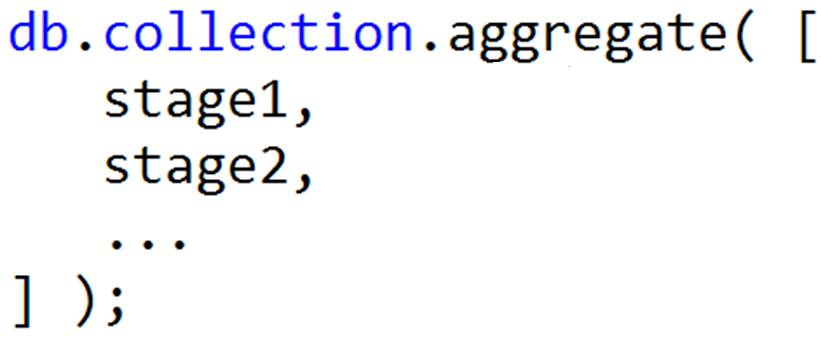 db.collection.aggregate( [
   stage1,
   stage2,
   ...
] );